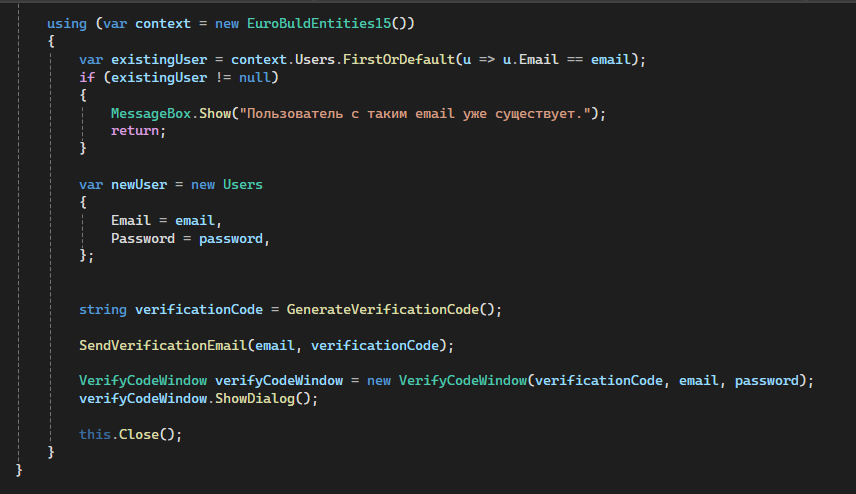 using (var context = new EuroBuldEntities15())
{
var existingUser = context.Users.FirstOrDefault(u => u.Email == email);
if (existingUser != null)
{
MessageBox.Show("Пользователь с таким email уже существует.");
return;
}
var newUser = new Users
{
Email = email,
Password = password,
};
string verificationCode = GenerateVerificationCode();
SendVerificationEmail(email, verificationCode);
VerifyCodeWindow verifyCodeWindow = new VerifyCodeWindow(verificationCode, email, password);
verifyCodeWindow.ShowDialog();
this.Close();
}
}